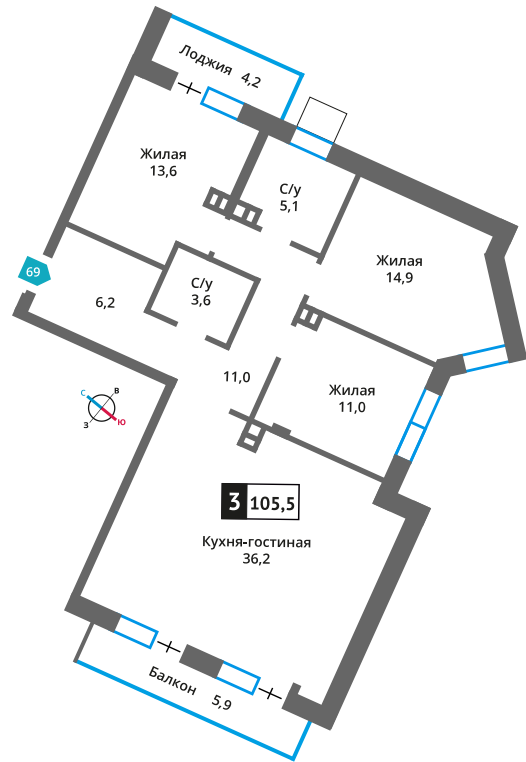 Лоджия 4,2
Жилая
13,6
С/у
5,1
Жилая
14,9
69
6,2
С/у
3,6
11,0
Жилая
11,0
С
В
З
Ю
3 105,5
Кухня-гостиная
36,2
Балкон 5,9